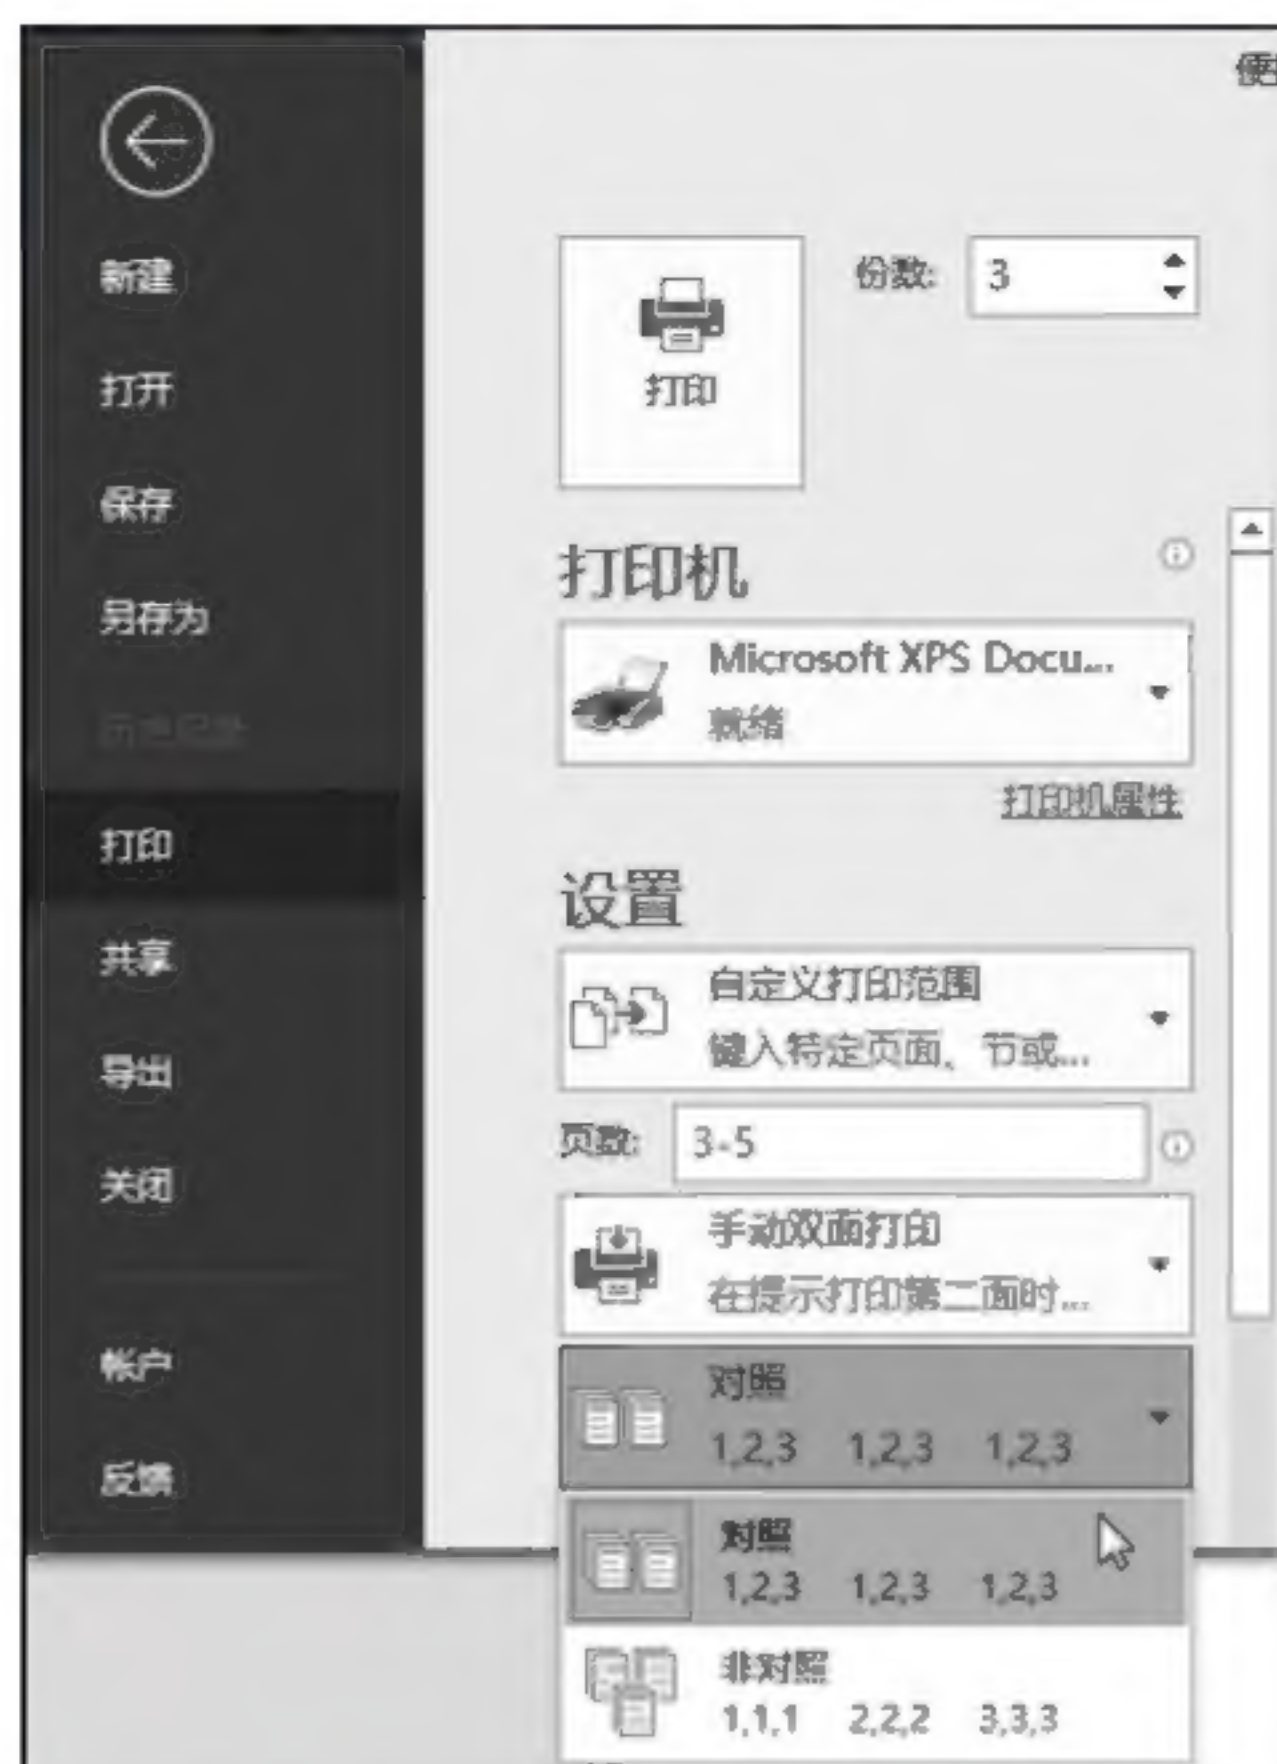 新建
打开
保存
另存为
打印
共享
导出
关闭
帐户
反馈
打印
份数: 3
打印机
Microsoft XPS Docu...
就绪
打印机属性
设置
自定义打印范围
键入特定页面、节或...
页数: 3-5
手动双面打印
在提示打印第二面时...
对照
1,2,3 1,2,3 1,2,3
对照
1,2,3 1,2,3 1,2,3
非对照
1,1,1 2,2,2 3,3,3